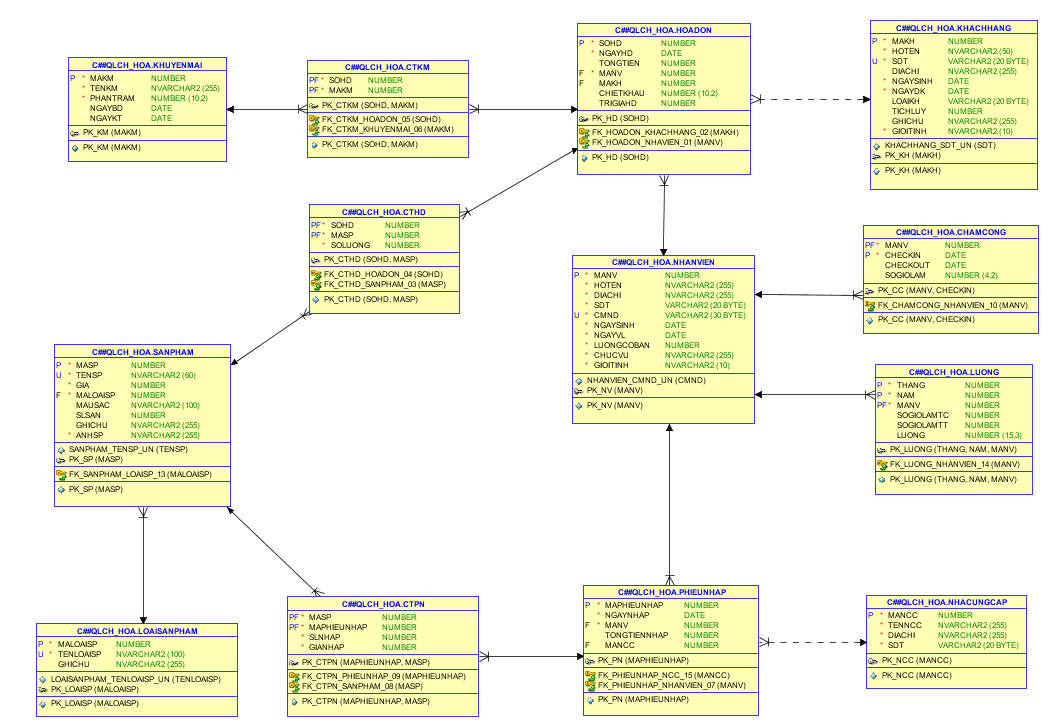 C##QLCH_HOA.KHUYENMAI
P * MAKM NUMBER
* TENKM NVARCHAR2 (255)
* PHANTRAM NUMBER (10,2)
NGAYBD DATE
NGAYKT DATE
PK_KM (MAKM)
PK_KM (MAKM)
C##QLCH_HOA.CTKM
PF * SOHD NUMBER
PF * MAKM NUMBER
PK_CTKM (SOHD, MAKM)
FK_CTKM_HOADON_05 (SOHD)
FK_CTKM_KHUYENMAI_06 (MAKM)
PK_CTKM (SOHD, MAKM)
C##QLCH_HOA.HOADON
P * SOHD NUMBER
* NGAYHD DATE
TONGTIEN NUMBER
F * MANV NUMBER
F MAKH NUMBER
CHIETKHAU NUMBER (10,2)
TRIGIAHD NUMBER
PK_HD (SOHD)
FK_HOADON_KHACHHANG_02 (MAKH)
FK_HOADON_NHAVIEN_01 (MANV)
PK_HD (SOHD)
C##QLCH_HOA.KHACHHANG
P * MAKH NUMBER
* HOTEN NVARCHAR2 (50)
U * SDT VARCHAR2 (20 BYTE)
DIACHI NVARCHAR2 (255)
* NGAYSINH DATE
* NGAYDK DATE
LOAIKH VARCHAR2 (20 BYTE)
TICHLUY NUMBER
GHICHU NVARCHAR2 (255)
* GIOITINH NVARCHAR2 (10)
KHACHHANG_SDT_UN (SDT)
PK_KH (MAKH)
PK_KH (MAKH)
C##QLCH_HOA.CTHD
PF * SOHD NUMBER
PF * MASP NUMBER
* SOLUONG NUMBER
PK_CTHD (SOHD, MASP)
FK_CTHD_HOADON_04 (SOHD)
FK_CTHD_SANPHAM_03 (MASP)
PK_CTHD (SOHD, MASP)
C##QLCH_HOA.NHANVIEN
P * MANV NUMBER
* HOTEN NVARCHAR2 (255)
* DIACHI NVARCHAR2 (255)
* SDT VARCHAR2 (20 BYTE)
U * CMND VARCHAR2 (30 BYTE)
* NGAYSINH DATE
* NGAYVL DATE
* LUONGCOBAN NUMBER
* CHUCVU NVARCHAR2 (255)
* GIOITINH NVARCHAR2 (10)
NHANVIEN_CMND_UN (CMND)
PK_NV (MANV)
PK_NV (MANV)
C##QLCH_HOA.CHAMCONG
PF * MANV NUMBER
P * CHECKIN DATE
CHECKOUT DATE
SOGIOLAM NUMBER (4,2)
PK_CC (MANV, CHECKIN)
FK_CHAMCONG_NHANVIEN_10 (MANV)
PK_CC (MANV, CHECKIN)
C##QLCH_HOA.SANPHAM
P * MASP NUMBER
U * TENSP NVARCHAR2 (60)
* GIA NUMBER
F * MALOAISP NUMBER
MAUSAC NVARCHAR2 (100)
SLSAN NUMBER
GHICHU NVARCHAR2 (255)
* ANHSP NVARCHAR2 (255)
SANPHAM_TENSP_UN (TENSP)
PK_SP (MASP)
FK_SANPHAM_LOAISP_13 (MALOAISP)
PK_SP (MASP)
C##QLCH_HOA.LUONG
P * THANG NUMBER
P * NAM NUMBER
PF * MANV NUMBER
SOGIOLAMTC NUMBER
SOGIOLAMTT NUMBER
LUONG NUMBER (15,3)
PK_LUONG (THANG, NAM, MANV)
FK_LUONG_NHANVIEN_14 (MANV)
PK_LUONG (THANG, NAM, MANV)
C##QLCH_HOA.LOAISANPHAM
P * MALOAISP NUMBER
U * TENLOAISP NVARCHAR2 (100)
GHICHU NVARCHAR2 (255)
LOAISANPHAM_TENLOAISP_UN (TENLOAISP)
PK_LOAISP (MALOAISP)
PK_LOAISP (MALOAISP)
C##QLCH_HOA.CTPN
PF * MASP NUMBER
PF * MAPHIEUNHAP NUMBER
* SLNHAP NUMBER
* GIANHAP NUMBER
PK_CTPN (MAPHIEUNHAP, MASP)
FK_CTPN_PHIEUNHAP_09 (MAPHIEUNHAP)
FK_CTPN_SANPHAM_08 (MASP)
PK_CTPN (MAPHIEUNHAP, MASP)
C##QLCH_HOA.PHIEUNHAP
P * MAPHIEUNHAP NUMBER
* NGAYNHAP DATE
F * MANV NUMBER
TONGTIENNHAP NUMBER
F MANCC NUMBER
PK_PN (MAPHIEUNHAP)
FK_PHIEUNHAP_NCC_15 (MANCC)
FK_PHIEUNHAP_NHANVIEN_07 (MANV)
PK_PN (MAPHIEUNHAP)
C##QLCH_HOA.NHACUNGCAP
P * MANCC NUMBER
* TENNCC NVARCHAR2 (255)
* DIACHI NVARCHAR2 (255)
* SDT VARCHAR2 (20 BYTE)
PK_NCC (MANCC)
PK_NCC (MANCC)